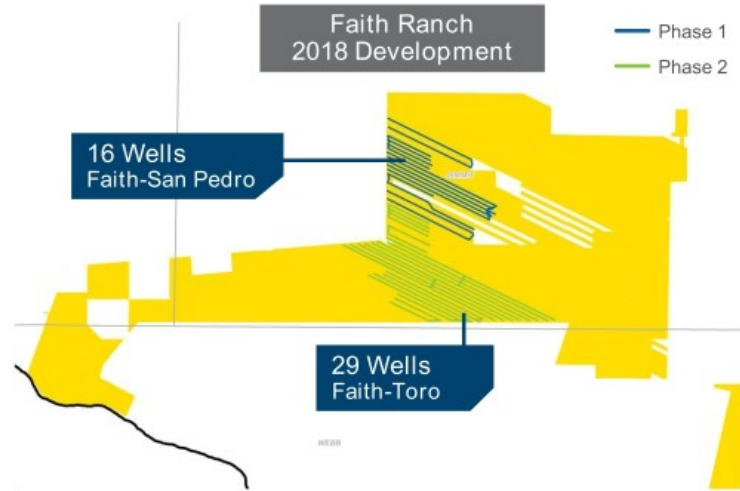 Faith Ranch
2018 Development
Phase 1
Phase 2
16 Wells
Faith-San Pedro
29 Wells
Faith-Toro
WEBB